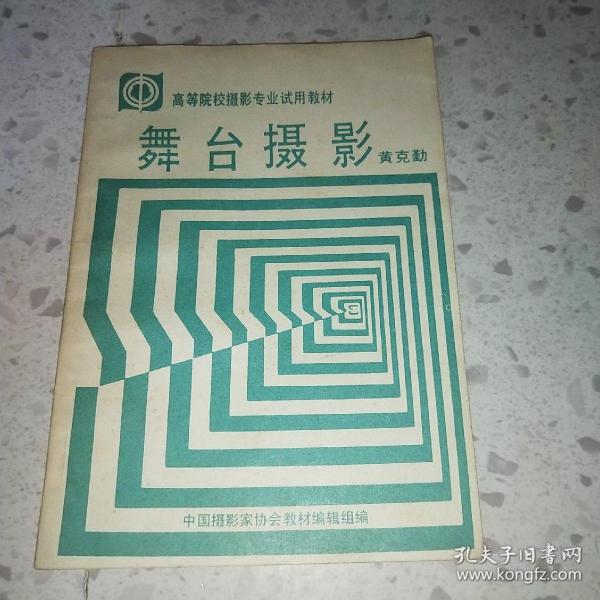 高等院校摄影专业试用教材
舞台摄影
黄克勤
中国摄影家协会教材编辑组编
孔夫子旧書网
www.kongfz.com